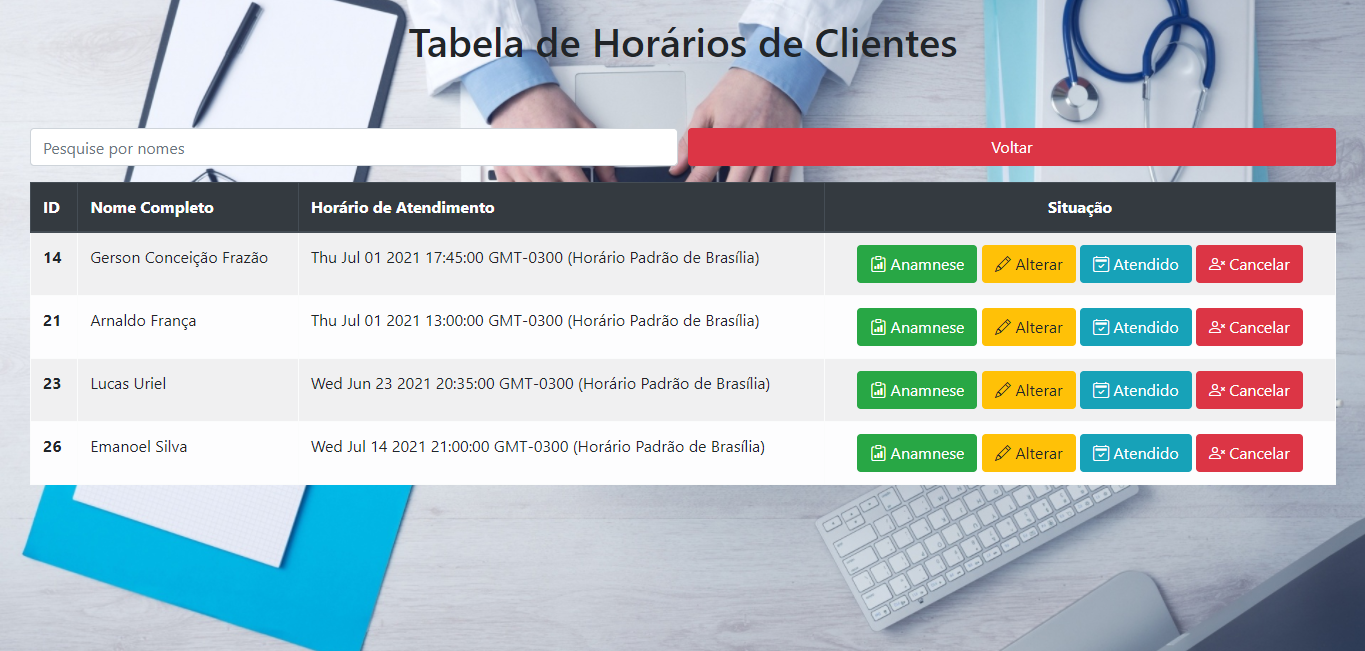 Tabela de Horários de Clientes
Pesquise por nomes Voltar
ID Nome Completo Horário de Atendimento Situação
14 Gerson Conceição Frazão Thu Jul 01 2021 17:45:00 GMT-0300 (Horário Padrão de Brasília) Anamnese Alterar Atendido Cancelar
21 Arnaldo França Thu Jul 01 2021 13:00:00 GMT-0300 (Horário Padrão de Brasília) Anamnese Alterar Atendido Cancelar
23 Lucas Uriel Wed Jun 23 2021 20:35:00 GMT-0300 (Horário Padrão de Brasília) Anamnese Alterar Atendido Cancelar
26 Emanoel Silva Wed Jul 14 2021 21:00:00 GMT-0300 (Horário Padrão de Brasília) Anamnese Alterar Atendido Cancelar